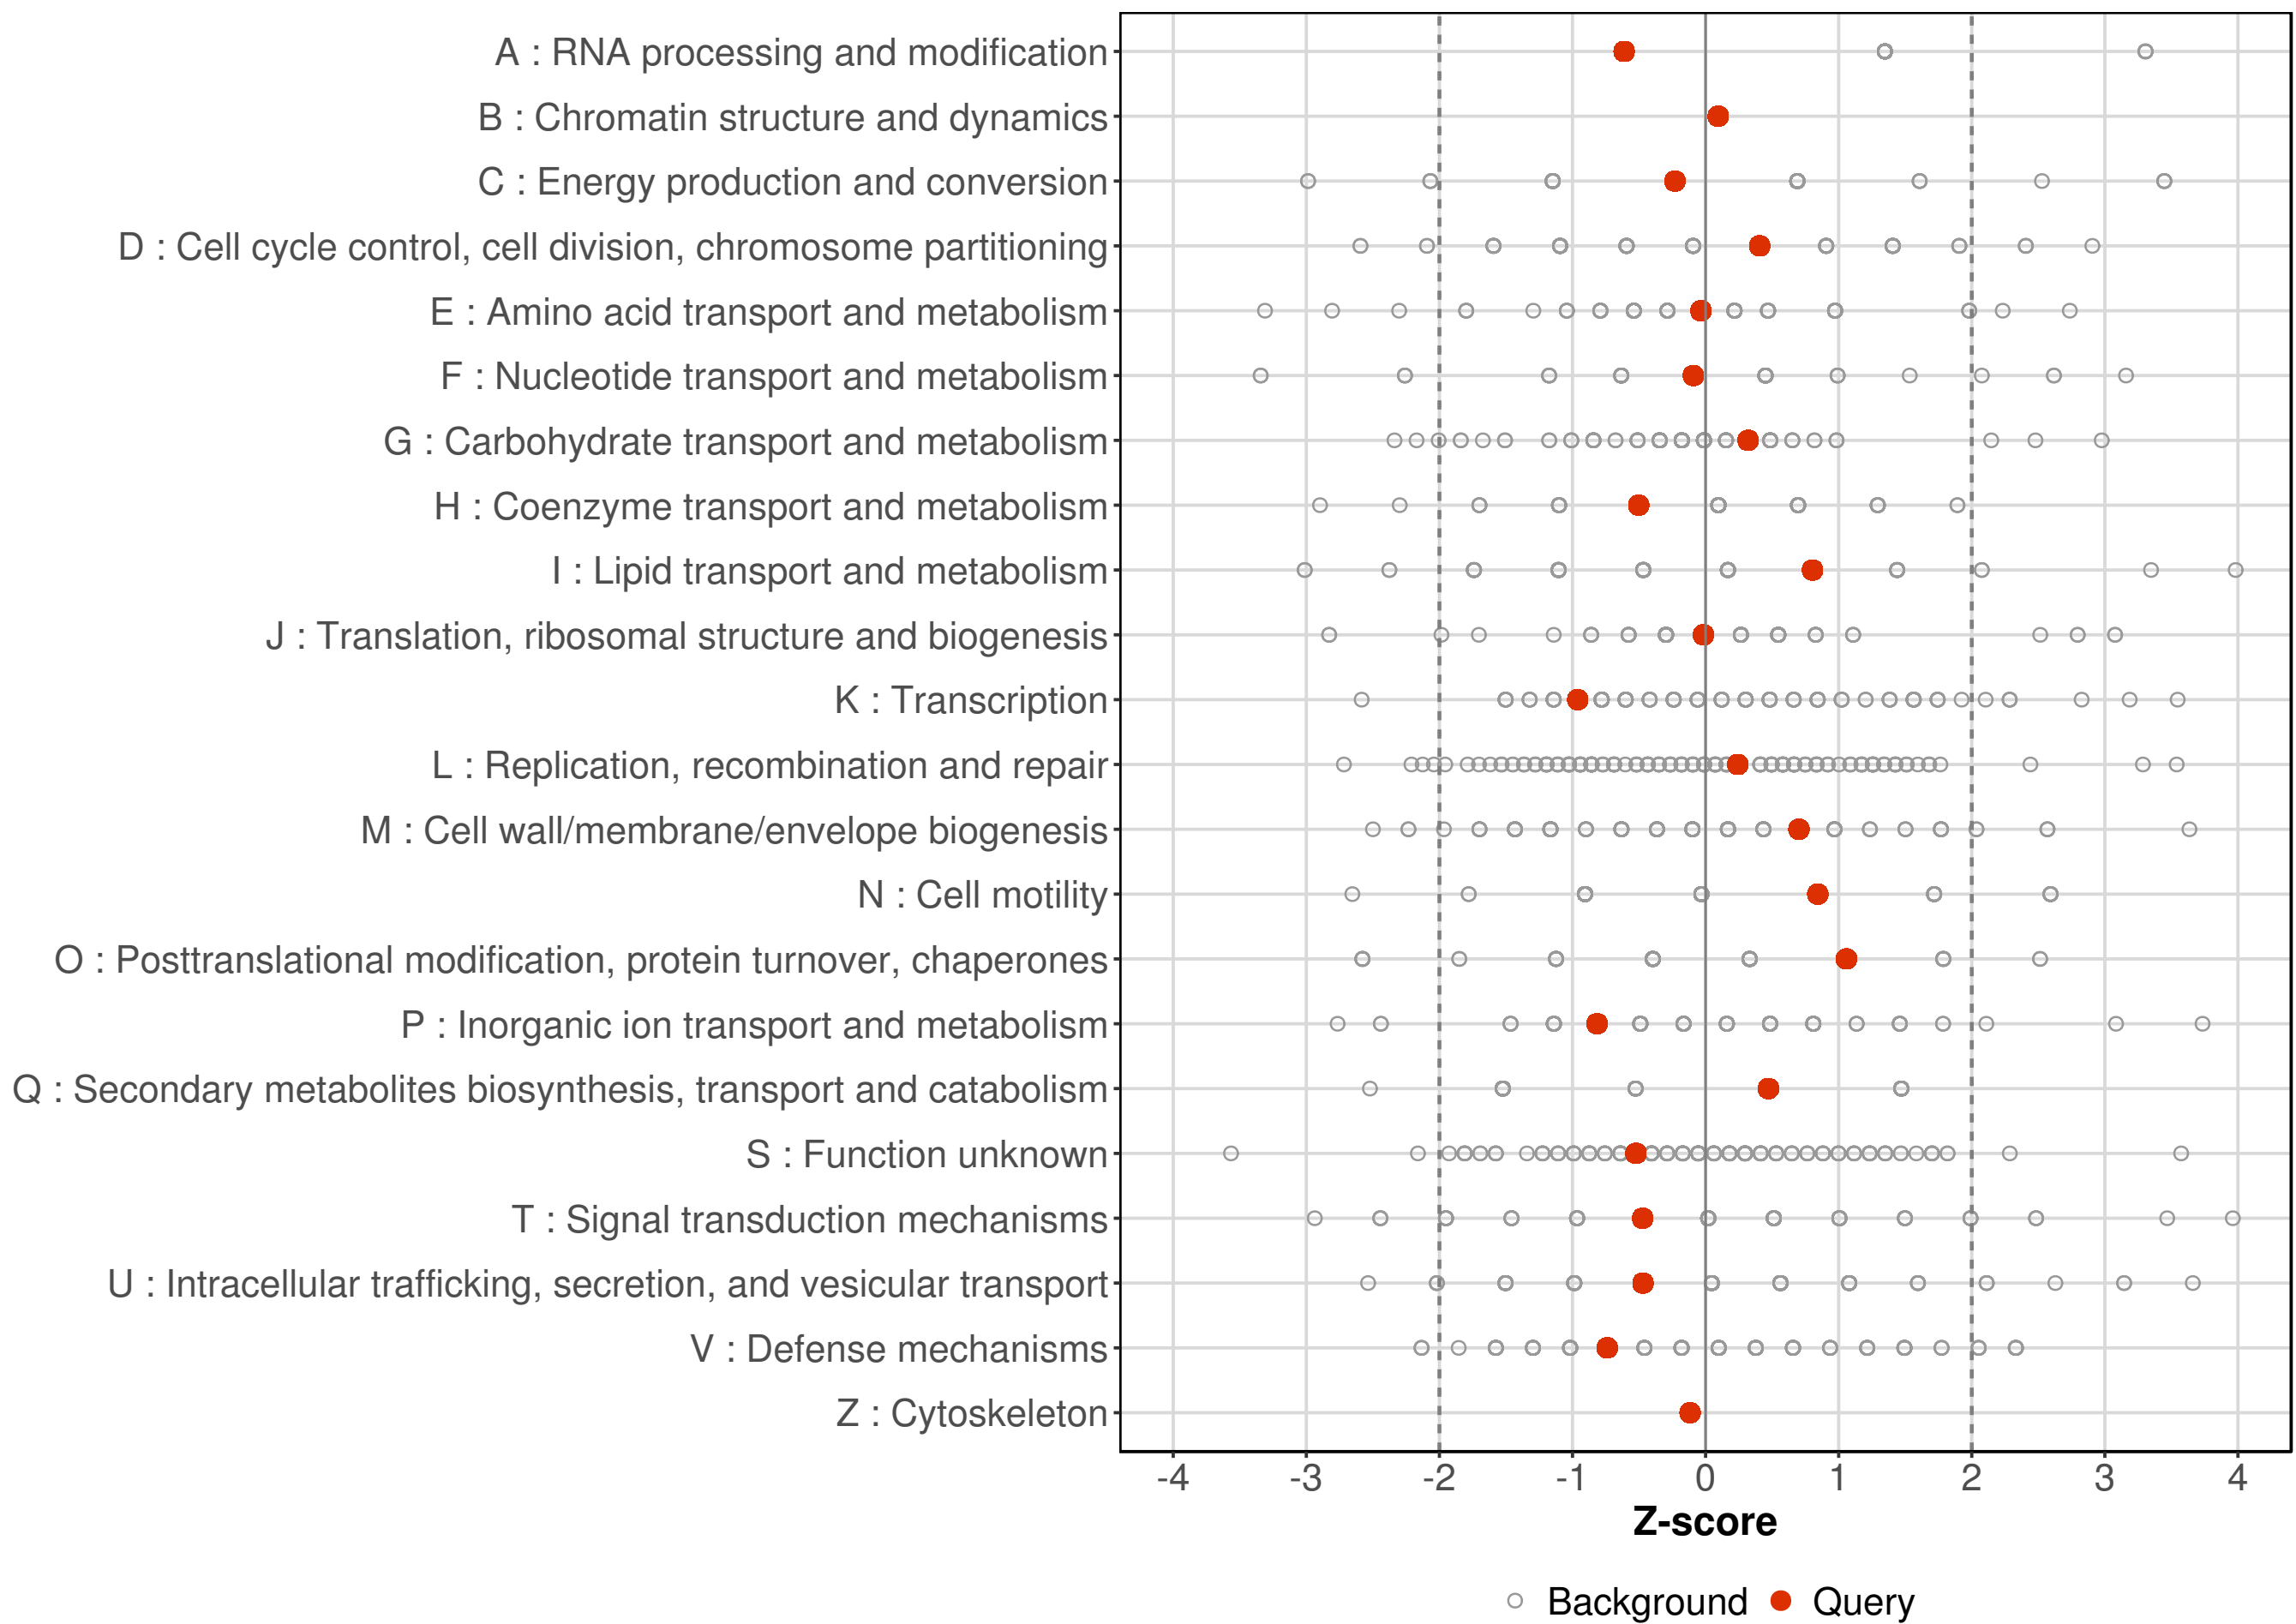 A : RNA processing and modification
B : Chromatin structure and dynamics
C : Energy production and conversion
D : Cell cycle control, cell division, chromosome partitioning
E : Amino acid transport and metabolism
F : Nucleotide transport and metabolism
G : Carbohydrate transport and metabolism
H : Coenzyme transport and metabolism
I : Lipid transport and metabolism
J : Translation, ribosomal structure and biogenesis
K : Transcription
L : Replication, recombination and repair
M : Cell wall/membrane/envelope biogenesis
N : Cell motility
O : Posttranslational modification, protein turnover, chaperones
P : Inorganic ion transport and metabolism
Q : Secondary metabolites biosynthesis, transport and catabolism
S : Function unknown
T : Signal transduction mechanisms
U : Intracellular trafficking, secretion, and vesicular transport
V : Defense mechanisms
Z : Cytoskeleton
-4 -3 -2 -1 0 1 2 3 4
Z-score
Background Query